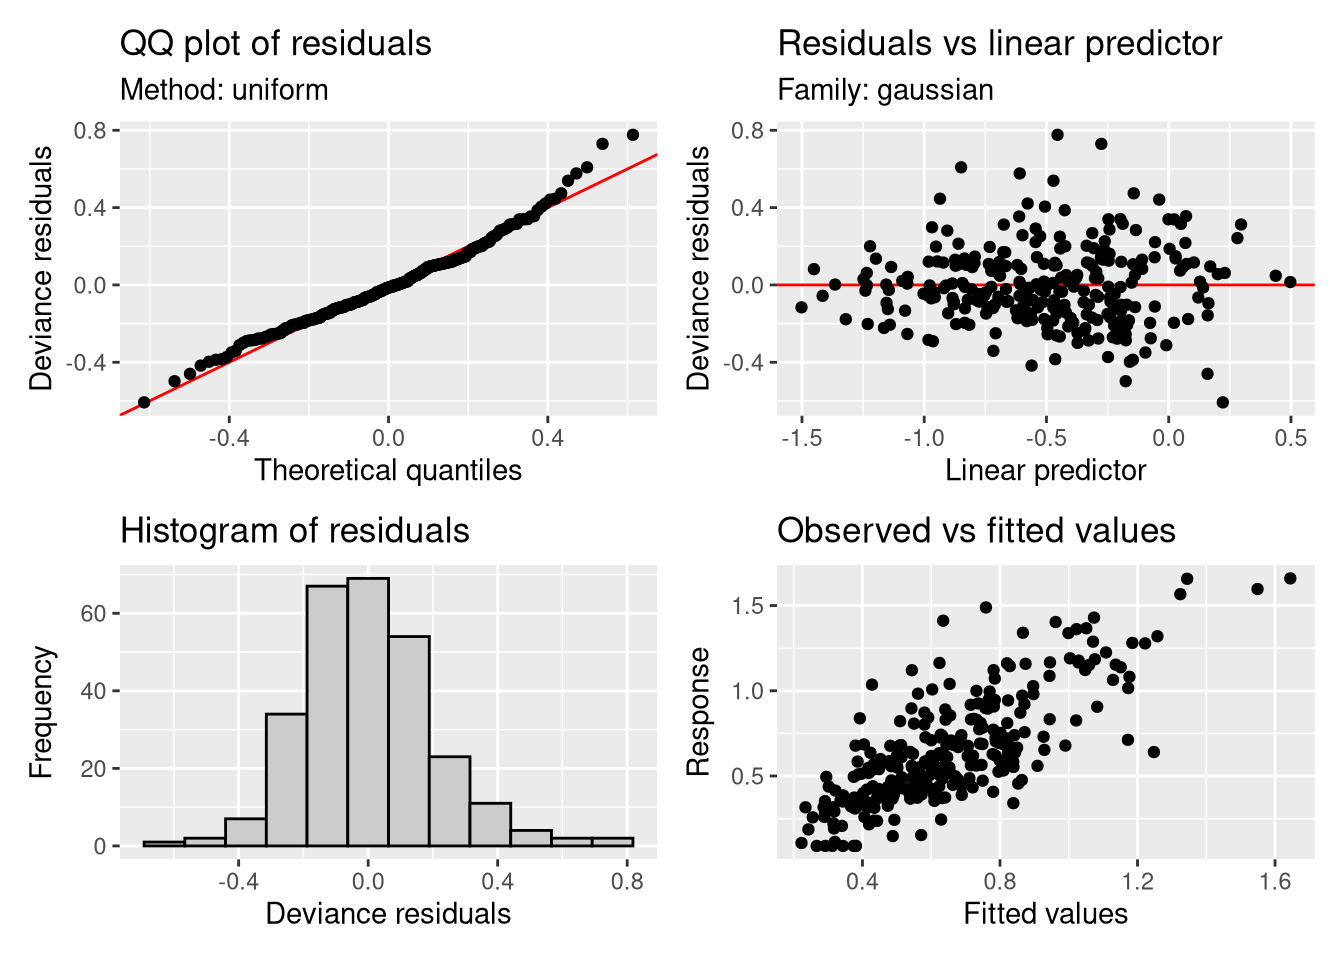 QQ plot of residuals
Method: uniform
0.8
0.4
0.0
-0.4
Deviance residuals
-0.4
0.0
0.4
Theoretical quantiles
Residuals vs linear predictor
Family: gaussian
0.8
0.4
0.0
-0.4
Deviance residuals
-1.5
-1.0
-0.5
0.0
0.5
Linear predictor
Histogram of residuals
60
40
20
0
Frequency
-0.4
0.0
0.4
0.8
Deviance residuals
Observed vs fitted values
1.5
1.0
0.5
Response
0.4
0.8
1.2
1.6
Fitted values